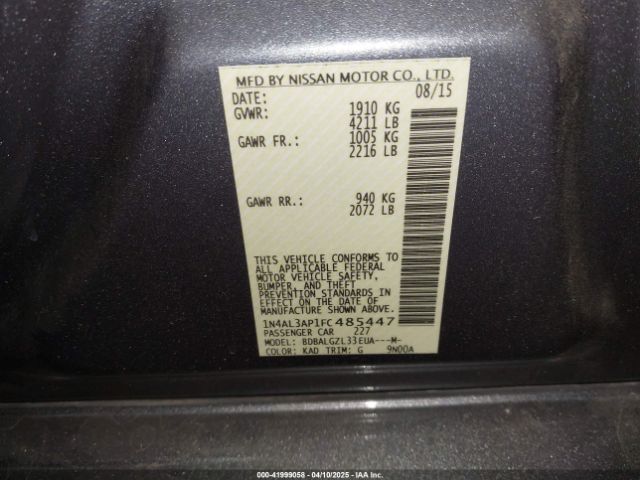 MFD BY NISSAN MOTOR CO., LTD.
DATE: 08/15
GVWR: 1910 KG
4211 LB
GAWR FR.: 1005 KG
2216 LB
GAWR RR.: 940 KG
2072 LB
THIS VEHICLE CONFORMS TO
ALL APPLICABLE FEDERAL
MOTOR VEHICLE SAFETY,
BUMPER, AND THEFT
PREVENTION STANDARDS IN
EFFECT ON THE DATE OF
MANUFACTURE SHOWN ABOVE.
1N4AL3AP1FC485447
PASSENGER CAR 227
MODEL: BDBALGZL33EUA---M-
COLOR: KAD TRIM: G 9N00A
000-41999058 - 04/10/2025 - IAA Inc.